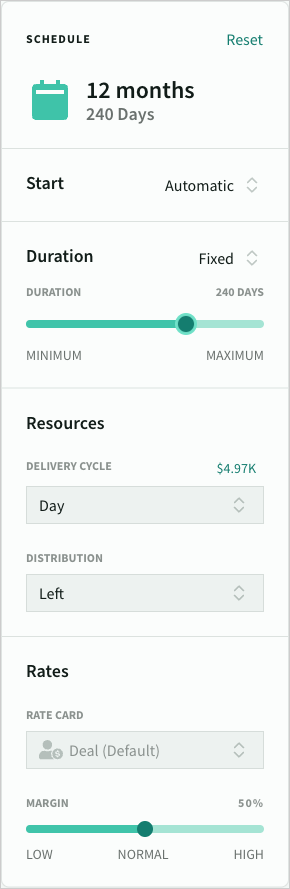 SCHEDULE Reset
12 months
240 Days
Start Automatic
Duration Fixed
DURATION 240 DAYS
MINIMUM MAXIMUM
Resources
DELIVERY CYCLE $4.97K
Day
DISTRIBUTION
Left
Rates
RATE CARD
Deal (Default)
MARGIN 50%
LOW NORMAL HIGH